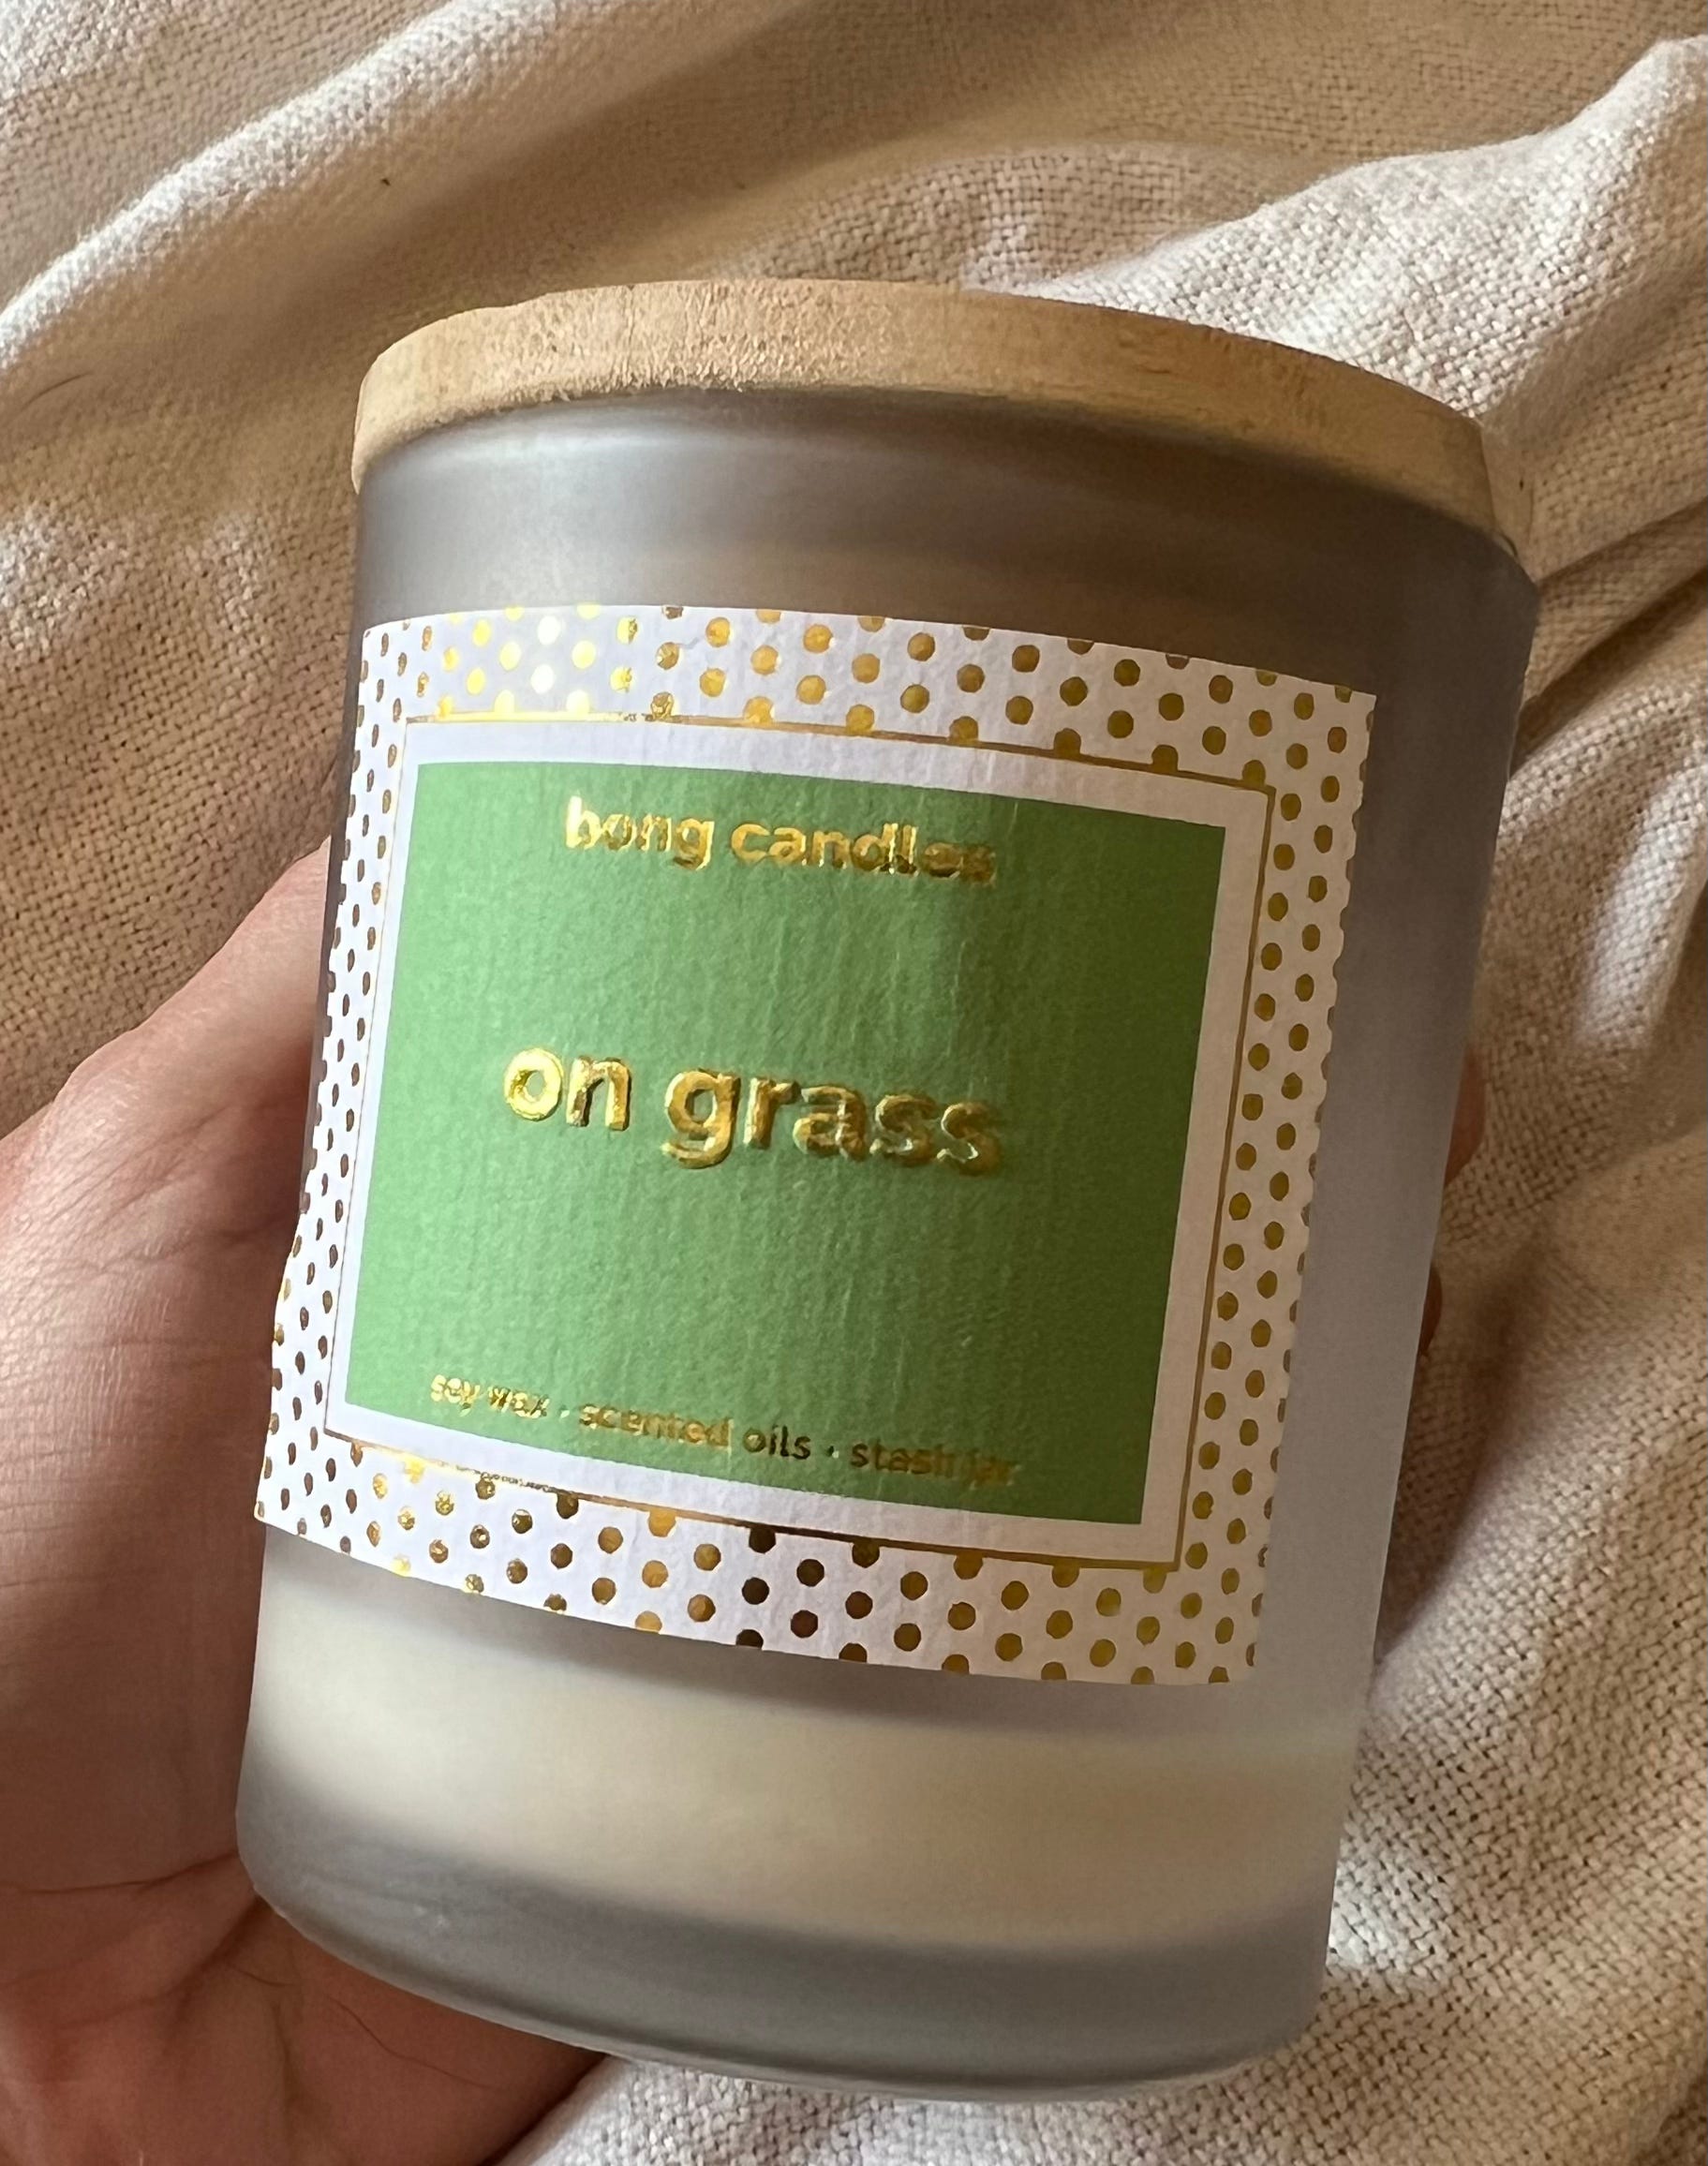 bong candles
on grass
soy wax · scented oils · stash jar